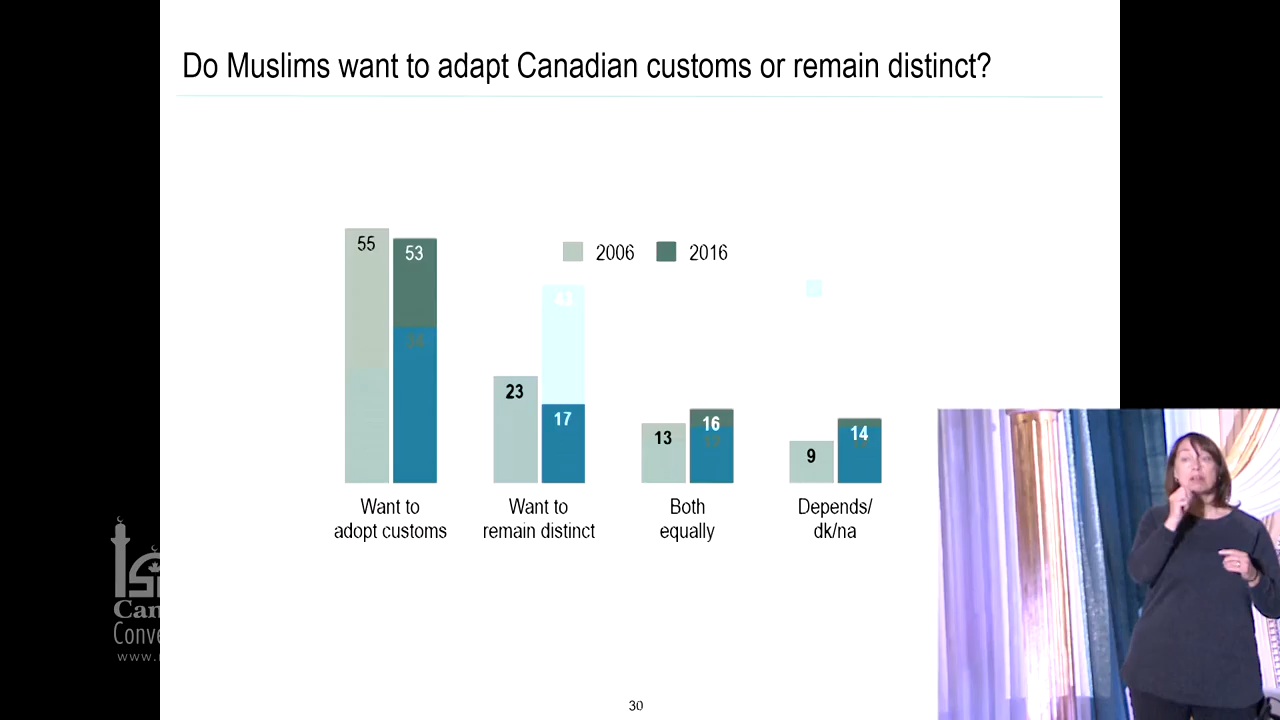 Do Muslims want to adapt Canadian customs or remain distinct?
2006
2016
55
53
23
17
13
16
9
14
Want to
adopt customs
Want to
remain distinct
Both
equally
Depends/
dk/na
30